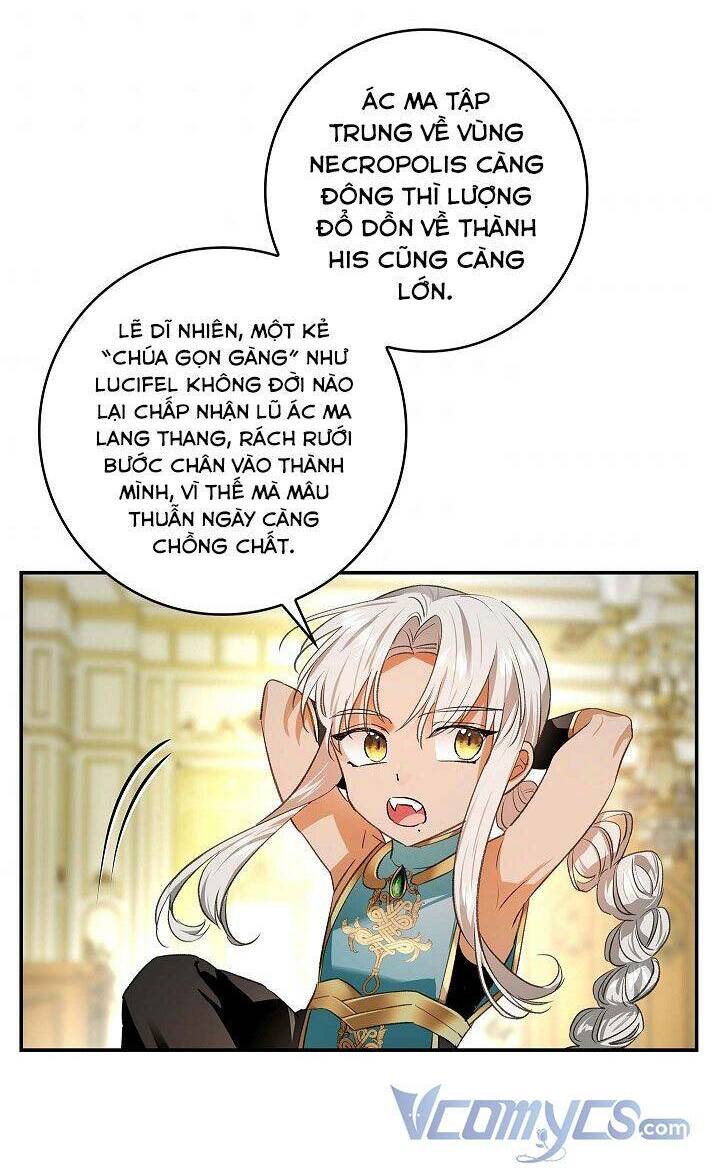 ÁC MA TẬP
TRUNG VỀ VÙNG
NECROPOLIS CÀNG
ĐÔNG THÌ LƯỢNG
ĐỔ DỒN VỀ THÀNH
HIS CŨNG CÀNG
LỚN.
LẼ DĨ NHIÊN, MỘT KẺ
“CHÚA GỌN GÀNG” NHƯ
LUCIFEL KHÔNG ĐỜI NÀO
LẠI CHẤP NHẬN LŨ ÁC MA
LANG THANG, RÁCH RƯỚI
BƯỚC CHÂN VÀO THÀNH
MÌNH, VÌ THẾ MÀ MÂU
THUẪN NGÀY CÀNG
CHỒNG CHẤT.
VCOMYCS.com